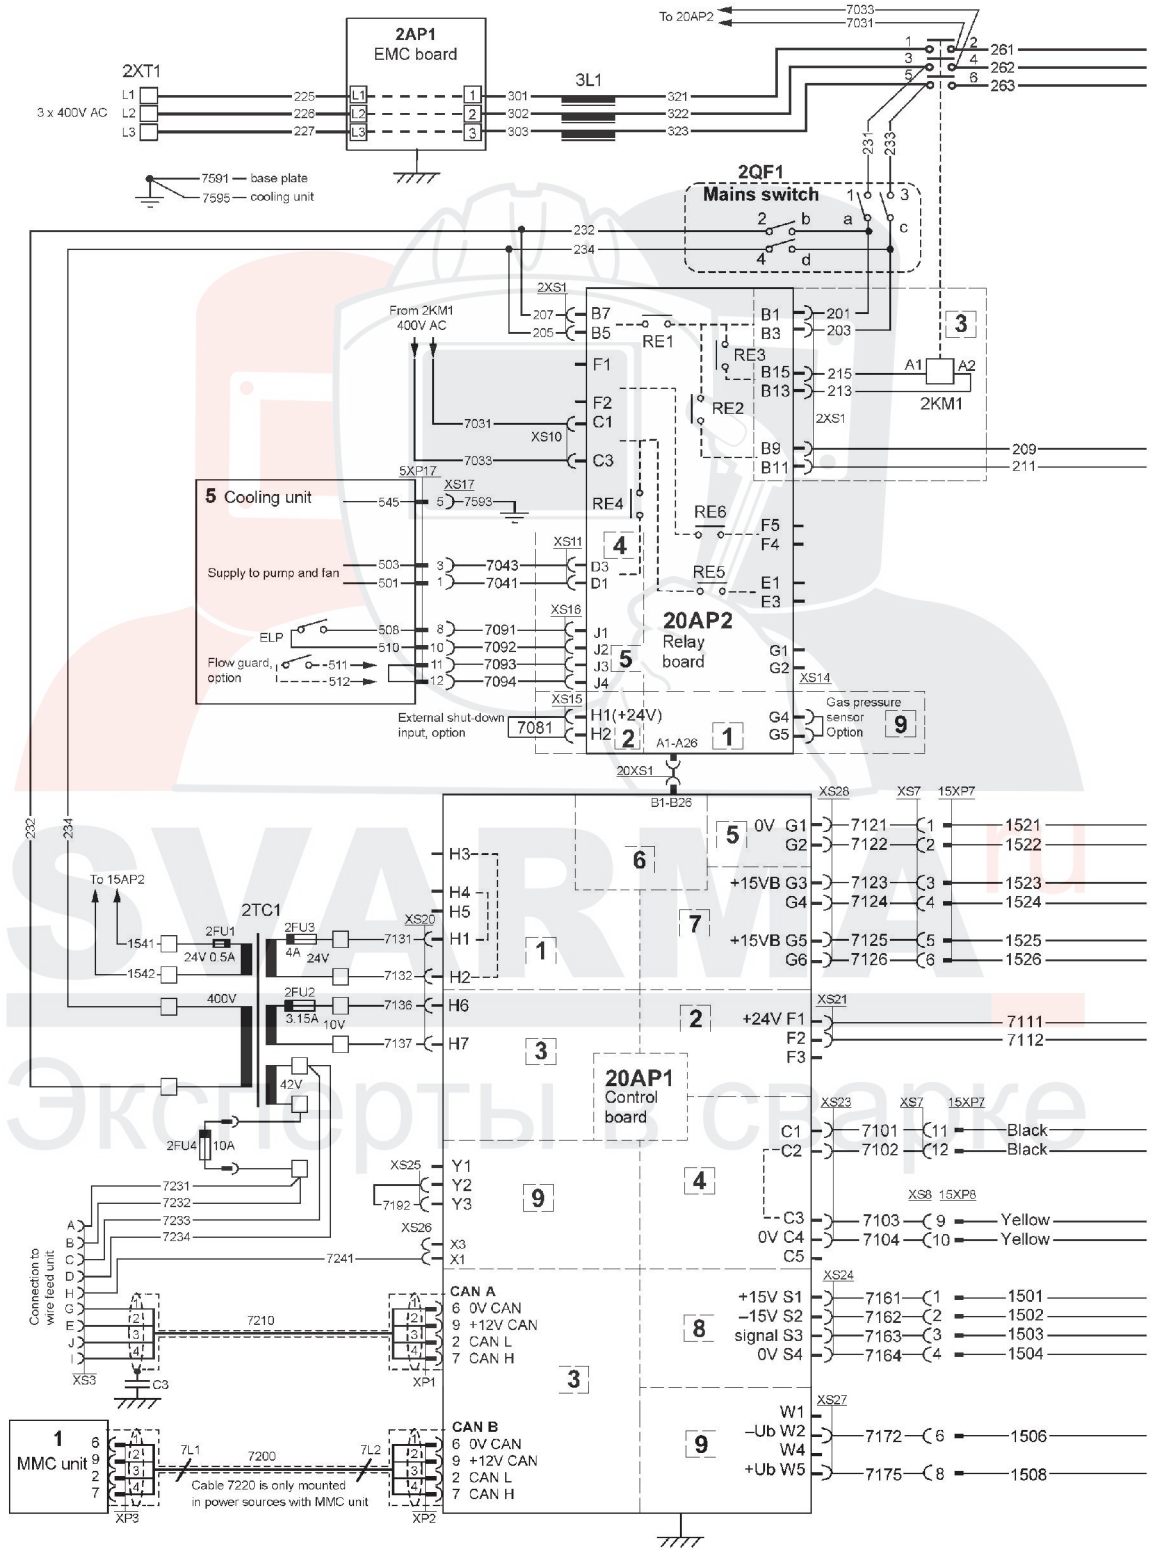 To 20AP2
7033
7031
2AP1
EMC board
2XT1
3L1
L1
L2
L3
3 x 400V AC
225
226
227
L1
L2
L3
1
2
3
301
302
303
321
322
323
1
3
5
2
4
6
261
262
263
231
233
7591
base plate
7595
cooling unit
2QF1
Mains switch
1
3
a
c
2
b
4
d
232
234
2XS1
207
B7
205
B5
RE1
B1
B3
201
203
3
From 2KM1
400V AC
F1
RE3
B15
B13
215
213
A1
A2
2KM1
F2
RE2
2XS1
7031
C1
XS10
7033
C3
B9
B11
209
211
5XP17
XS17
5 Cooling unit
545
5
7593
RE4
RE6
F5
F4
XS11
4
Supply to pump and fan
503
3
7043
D3
501
1
7041
D1
RE5
E1
E3
XS16
20AP2
Relay
board
ELP
508
8
7091
J1
510
10
7092
J2
Flow guard,
option
511
11
7093
J3
512
12
7094
J4
5
G1
G2
XS14
XS15
External shut-down
input, option
7081
H1(+24V)
H2
2
1
A1-A26
G4
G5
Gas pressure
sensor
Option
9
20XS1
B1-B26
XS28
XS7
15XP7
232
234
H3
6
5
0V G1
7121
1
1521
G2
7122
2
1522
To 15AP2
H4
H5
+15VB G3
7123
3
1523
G4
7124
4
1524
2TC1
XS20
1541
2FU1
24V 0.5A
2FU3
4A
24V
7131
H1
1
7
+15VB G5
7125
5
1525
1542
7132
H2
G6
7126
6
1526
400V
2FU2
3.15A
10V
7136
H6
XS21
2
+24V F1
7111
F2
7112
F3
7137
H7
3
20AP1
Control
board
42V
XS23
XS7
15XP7
2FU4
10A
C1
7101
11
Black
C2
7102
12
Black
XS25
Y1
Y2
7192
Y3
9
4
XS8
15XP8
7231
7232
7233
7234
XS26
X3
7241
X1
C3
7103
9
Yellow
0V C4
7104
10
Yellow
C5
Connection to
wire feed unit
A
B
C
D
H
G
E
J
I
XS3
1
2
3
4
7210
C3
1
2
3
4
XP1
CAN A
6 0V CAN
9 +12V CAN
2 CAN L
7 CAN H
XS24
8
+15V S1
7161
1
1501
–15V S2
7162
2
1502
signal S3
7163
3
1503
0V S4
7164
4
1504
3
1
MMC unit
6
9
2
7
1
2
3
4
XP3
7L1
7200
7L2
Cable 7220 is only mounted
in power sources with MMC unit
1
2
3
4
XP2
CAN B
6 0V CAN
9 +12V CAN
2 CAN L
7 CAN H
XS27
9
W1
–Ub W2
7172
6
1506
W4
+Ub W5
7175
8
1508
SVARMA
ru
Эксперты в сварке